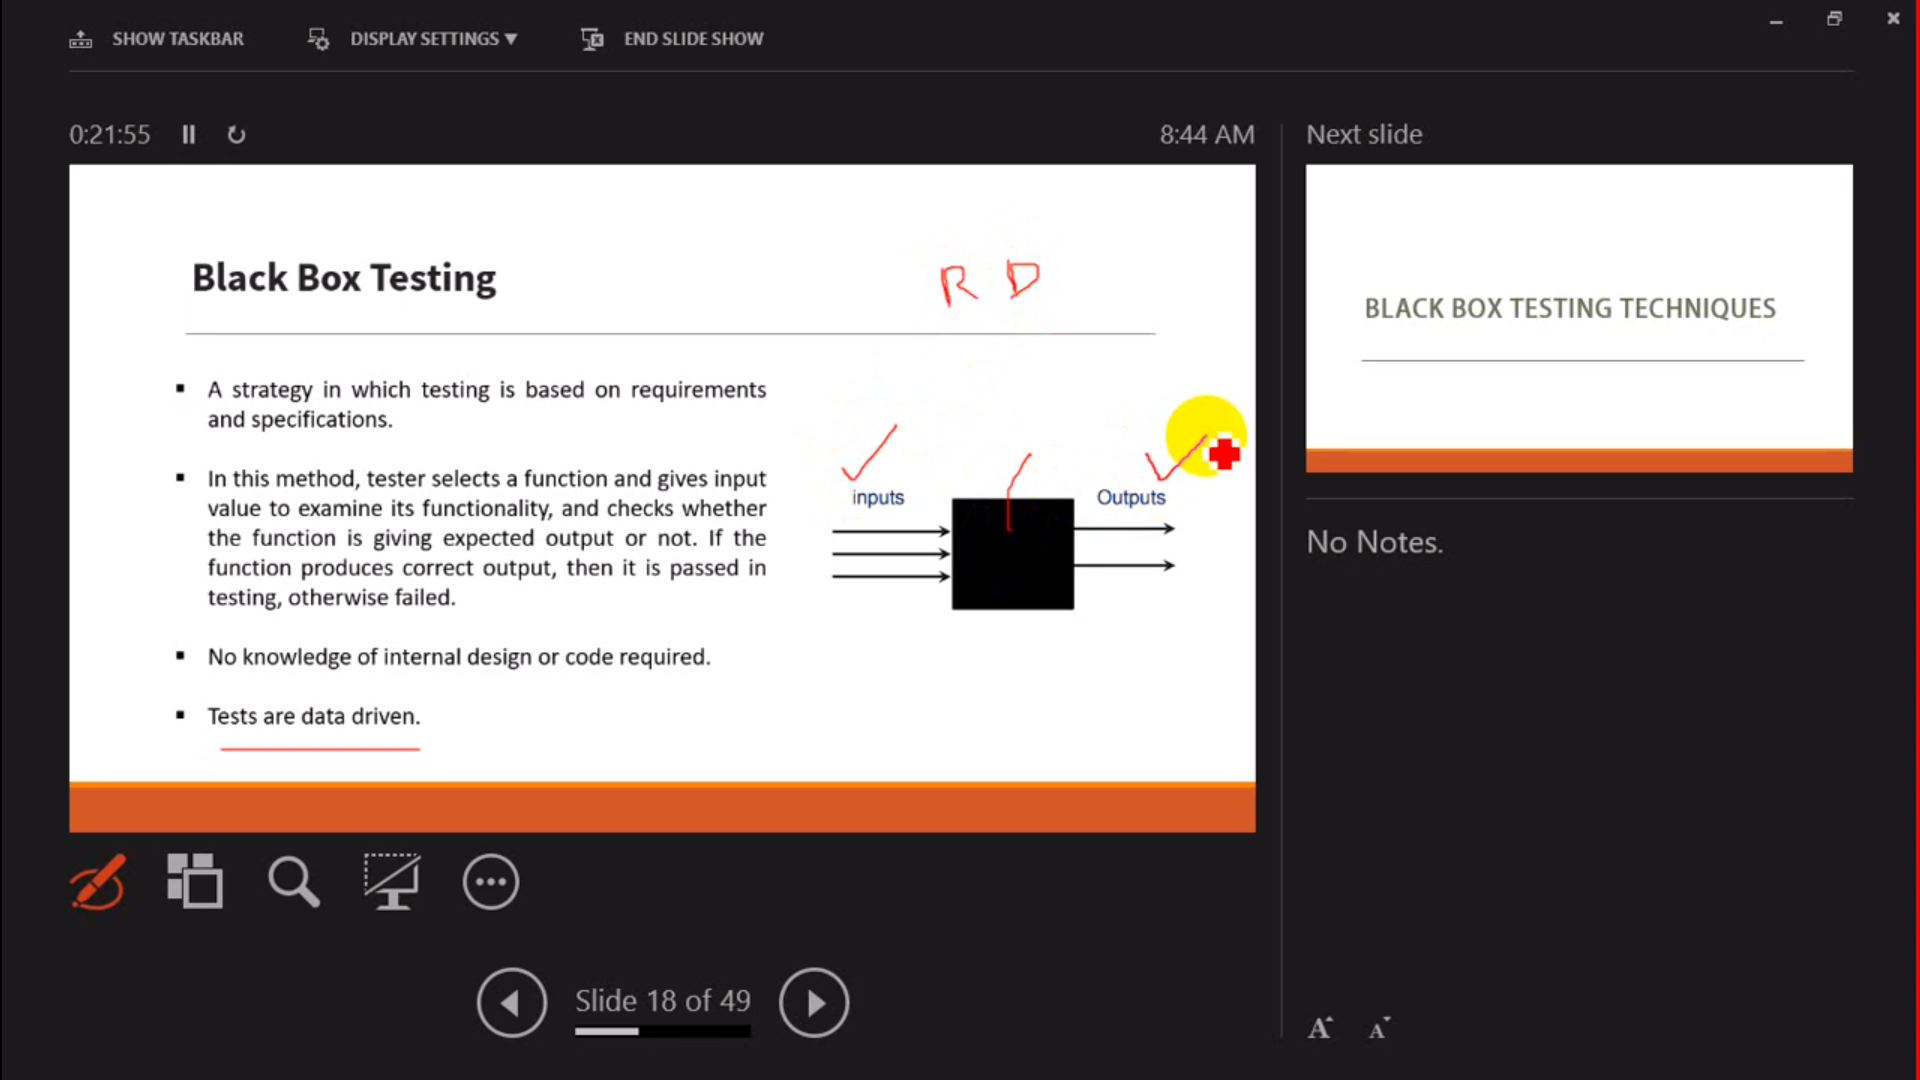 SHOW TASKBAR
DISPLAY SETTINGS ▼
END SLIDE SHOW
0:21:55
8:44 AM
Next slide
Black Box Testing
R D
▪ A strategy in which testing is based on requirements
and specifications.
▪ In this method, tester selects a function and gives input
value to examine its functionality, and checks whether
the function is giving expected output or not. If the
function produces correct output, then it is passed in
testing, otherwise failed.
▪ No knowledge of internal design or code required.
▪ Tests are data driven.
inputs
Outputs
BLACK BOX TESTING TECHNIQUES
No Notes.
Slide 18 of 49
A A